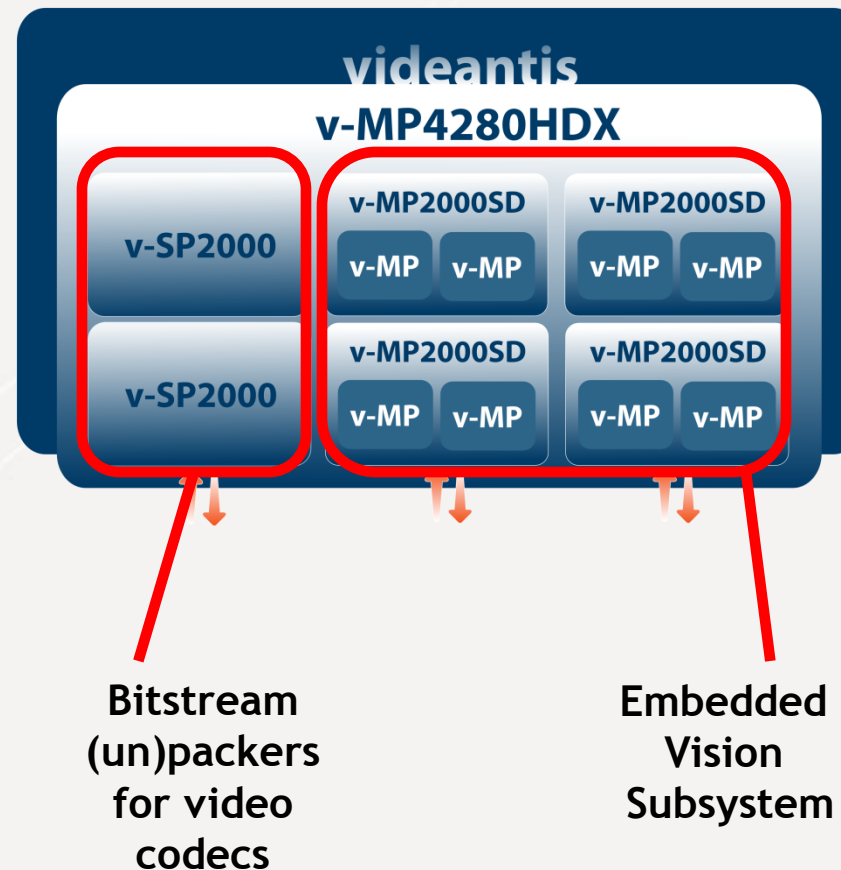 videantis
v-MP4280HDX
v-SP2000
v-MP2000SD
v-MP v-MP
v-MP2000SD
v-MP v-MP
v-SP2000
v-MP2000SD
v-MP v-MP
v-MP2000SD
v-MP v-MP
Bitstream
(un)packers
for video
codecs
Embedded
Vision
Subsystem